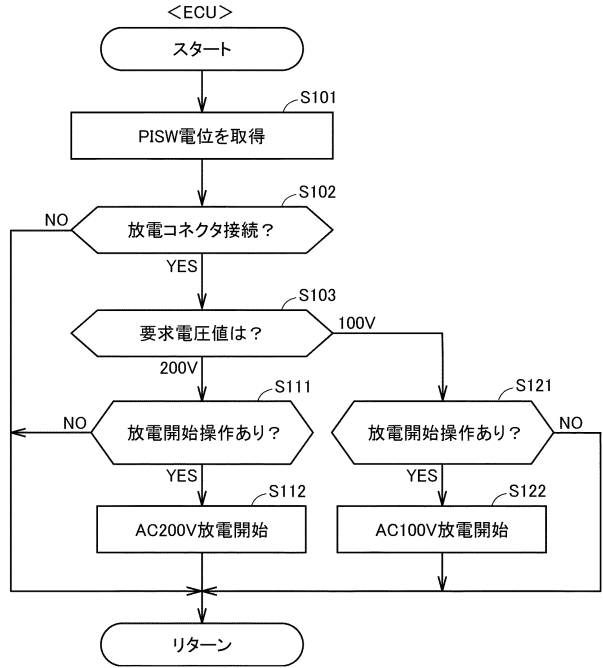 <ECU>
スタート
S101
PISW電位を取得
S102
放電コネクタ接続？
NO
YES
S103
要求電圧値は？
100V
200V
S111
放電開始操作あり？
NO
YES
S121
放電開始操作あり？
NO
YES
S112
AC200V放電開始
S122
AC100V放電開始
リターン